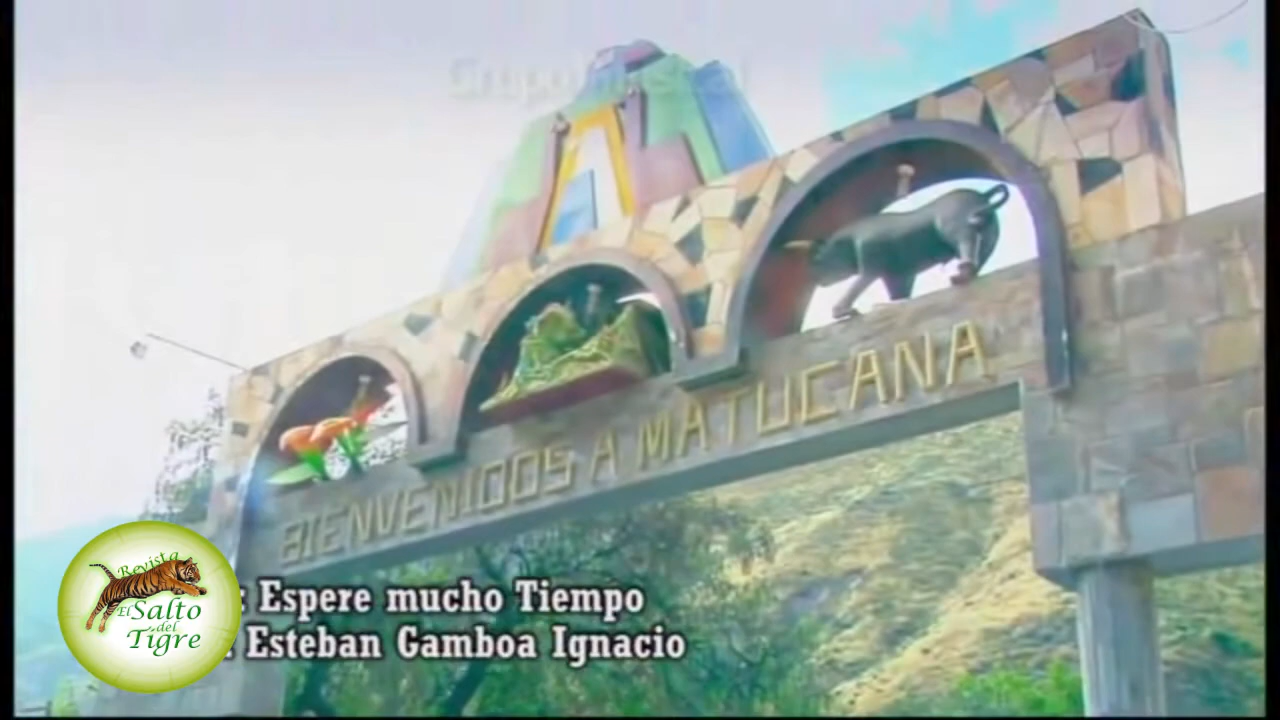 BIENVENIDOS A MATUCANA
: Espere mucho Tiempo
Esteban Gamboa Ignacio
Revista
El Salto
del
Tigre